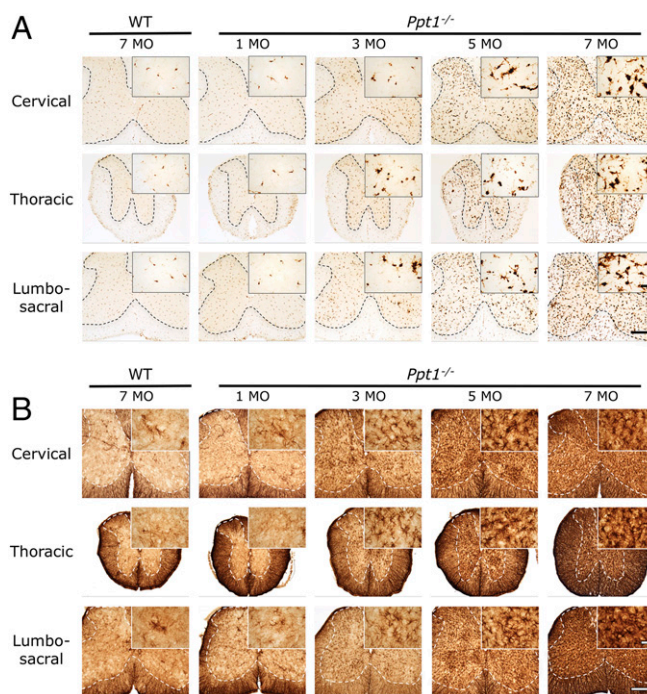 A
WT
Ppt1-/-
7 MO 1 MO 3 MO 5 MO 7 MO
Cervical
Thoracic
Lumbo-
sacral
B
WT
Ppt1-/-
7 MO 1 MO 3 MO 5 MO 7 MO
Cervical
Thoracic
Lumbo-
sacral